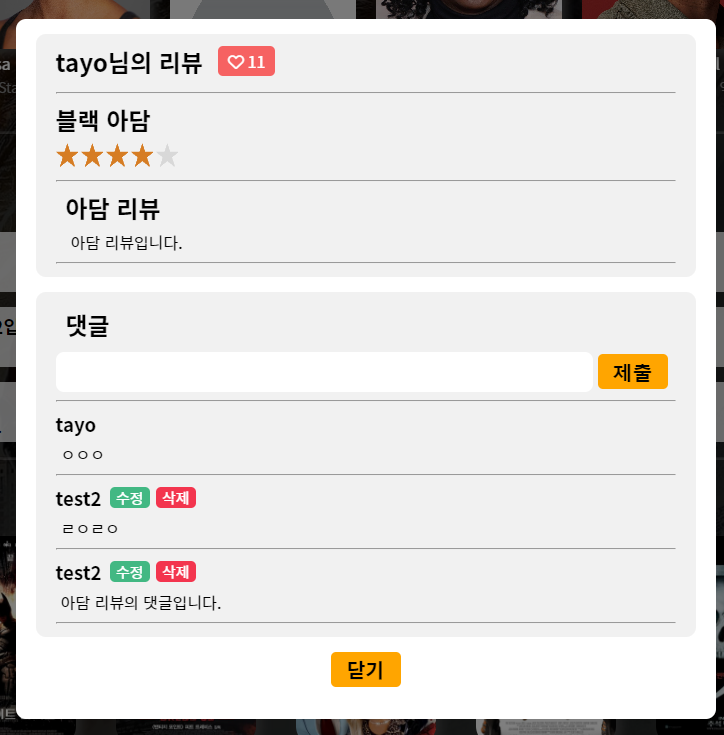 tayo님의 리뷰 11
블랙 아담
아담 리뷰
아담 리뷰입니다.
댓글
제출
tayo
ㅇㅇㅇ
test2 수정 삭제
ㄹㅇㄹㅇ
test2 수정 삭제
아담 리뷰의 댓글입니다.
닫기